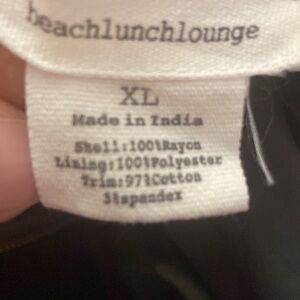 beachlunchlounge
XL
Made in India
Shell:100%Rayon
Lining:100%Polyester
Trim:97%Cotton
3%spandex